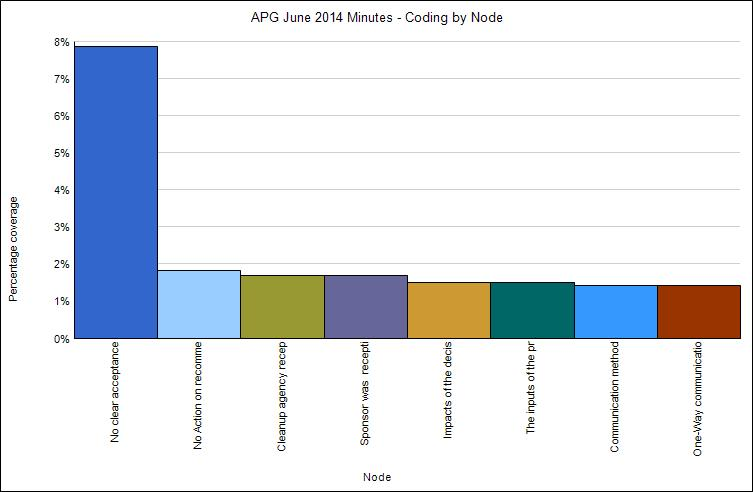 APG June 2014 Minutes - Coding by Node
Percentage coverage
8%
7%
6%
5%
4%
3%
2%
1%
0%
No clear acceptance
No Action on recomme
Cleanup agency recep
Sponsor was  recepti
Impacts of the decis
The inputs of the pr
Communication method
One-Way communicatio
Node